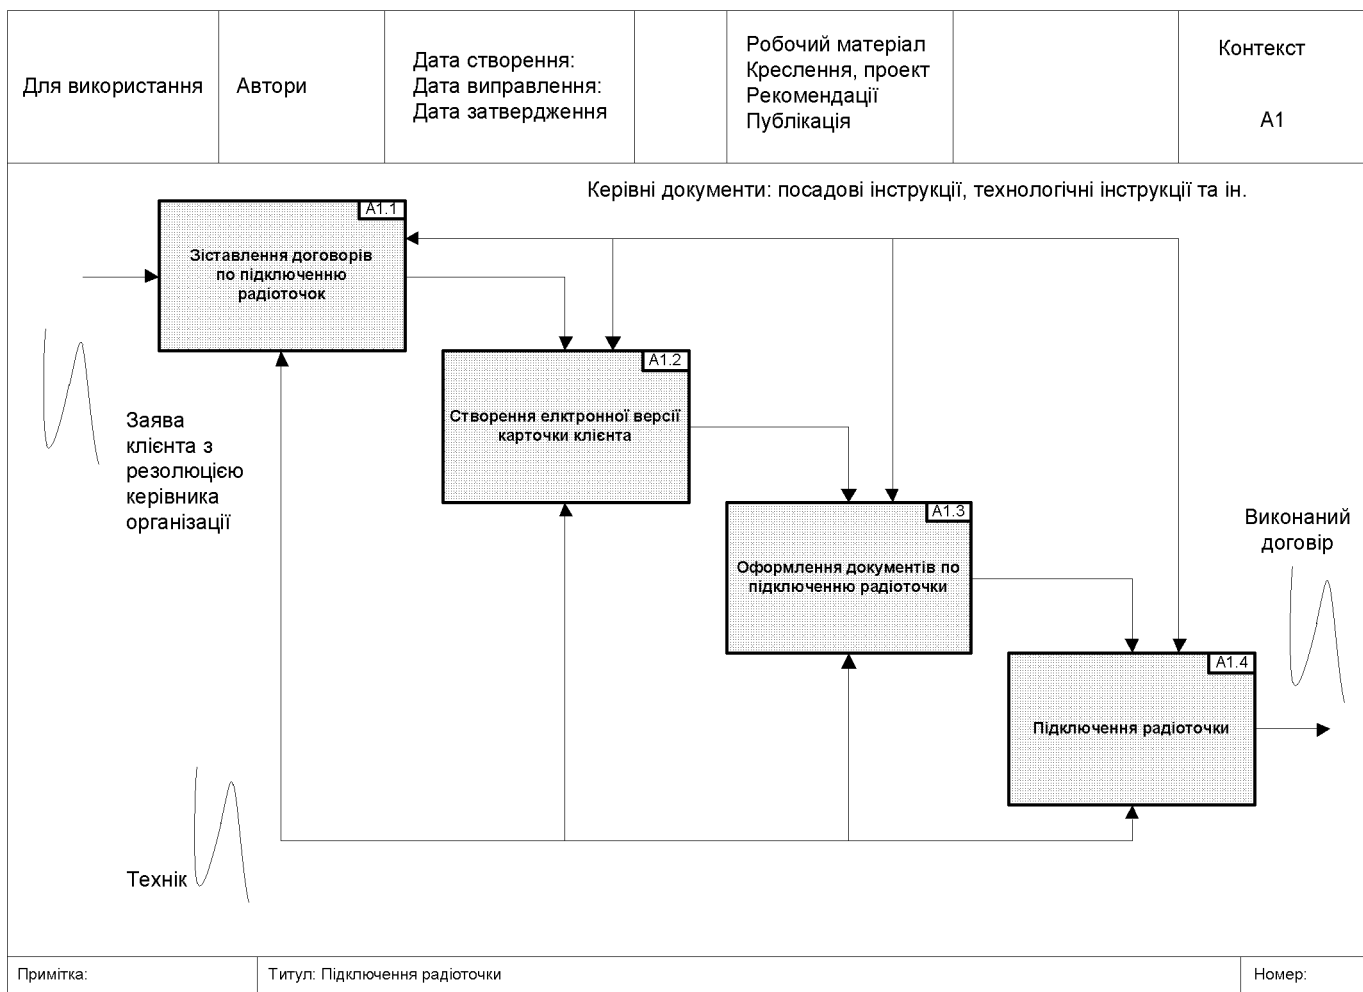 Для використання
Автори
Дата створення:
Дата виправлення:
Дата затвердження
Робочий матеріал
Креслення, проект
Рекомендації
Публікація
Контекст
А1
Керівні документи: посадові інструкції, технологічні інструкції та ін.
А1.1
Зіставлення договорів
по підключенню
радіоточок
А1.2
Створення елктронної версії
карточки клієнта
Заява
клієнта з
резолюцією
керівника
організації
А1.3
Оформлення документів по
підключенню радіоточки
Виконаний
договір
А1.4
Підключення радіоточки
Технік
Примітка:
Титул: Підключення радіоточки
Номер: